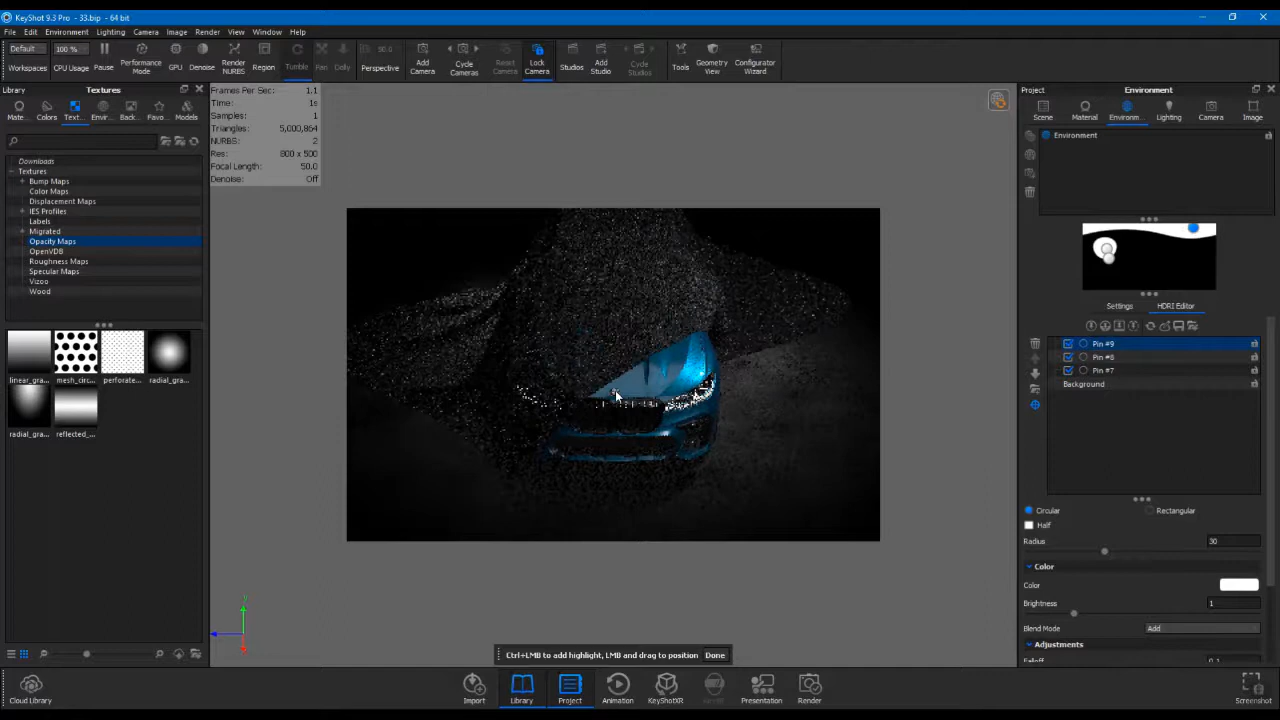 KeyShot 9.3 Pro - 33.bip - 64 bit
File Edit Environment Lighting Camera Image Render View Window Help
Default 100 % 50.0
Workspaces CPU Usage Pause Performance Mode GPU Denoise Render NURBS Region Tumble Pan Dolly Perspective Add Camera Cycle Cameras Reset Camera Lock Camera Studios Add Studio Cycle Studios Tools Geometry View Configurator Wizard
Library Textures
Mate... Colors Text... Envir... Back... Favo... Models
Downloads
Textures
Bump Maps
Color Maps
Displacement Maps
IES Profiles
Labels
Migrated
Opacity Maps
OpenVDB
Roughness Maps
Specular Maps
Vizoo
Wood
linear_gra... mesh_circ... perforate... radial_gra...
radial_gra... reflected_...
Frames Per Sec: 1.1
Time: 1s
Samples: 1
Triangles: 5,000,864
NURBS: 2
Res: 800 x 500
Focal Length: 50.0
Denoise: Off
Ctrl+LMB to add highlight, LMB and drag to position Done
Project Environment
Scene Material Environm... Lighting Camera Image
Environment
Settings HDRI Editor
Pin #9
Pin #8
Pin #7
Background
Circular Rectangular
Half
Radius 30
Color
Color
Brightness 1
Blend Mode Add
Adjustments
Falloff 0.1
Cloud Library Import Library Project Animation KeyShotXR Presentation Render Screenshot